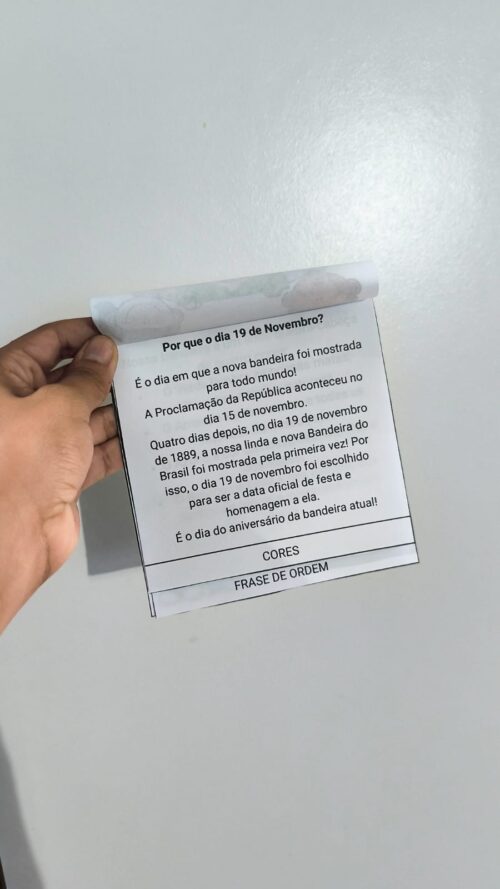 Por que o dia 19 de Novembro?
É o dia em que a nova bandeira foi mostrada
para todo mundo!
A Proclamação da República aconteceu no
dia 15 de novembro.
Quatro dias depois, no dia 19 de novembro
de 1889, a nossa linda e nova Bandeira do
Brasil foi mostrada pela primeira vez! Por
isso, o dia 19 de novembro foi escolhido
para ser a data oficial de festa e
homenagem a ela.
É o dia do aniversário da bandeira atual!
CORES
FRASE DE ORDEM